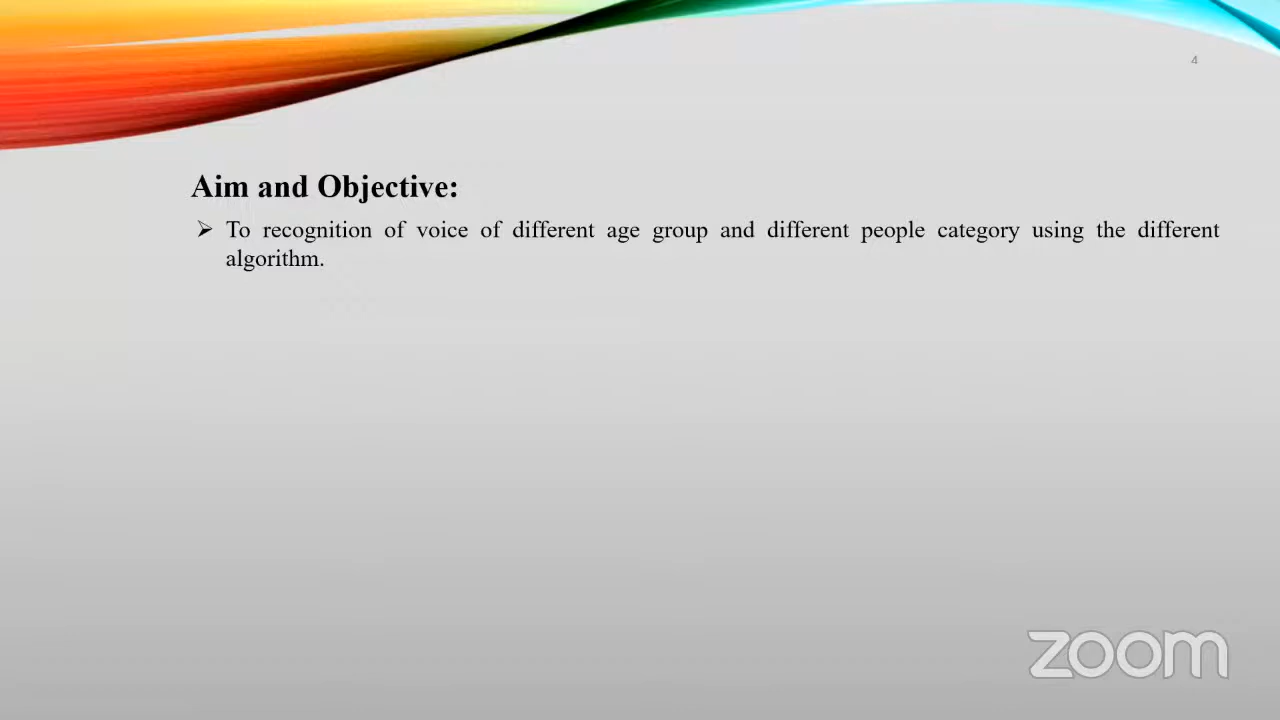 4
Aim and Objective:
➢ To recognition of voice of different age group and different people category using the different
algorithm.
zoom